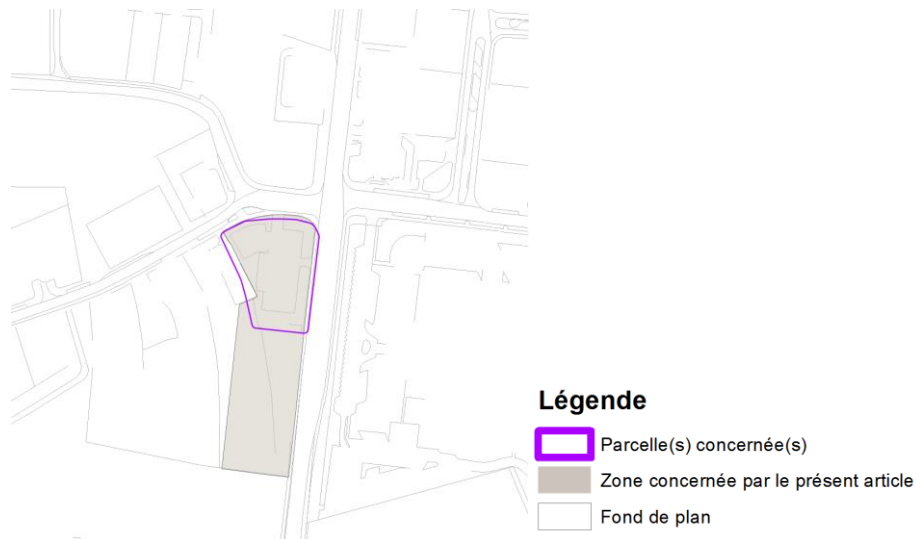 Légende
Parcelle(s) concernée(s)
Zone concernée par le présent article
Fond de plan